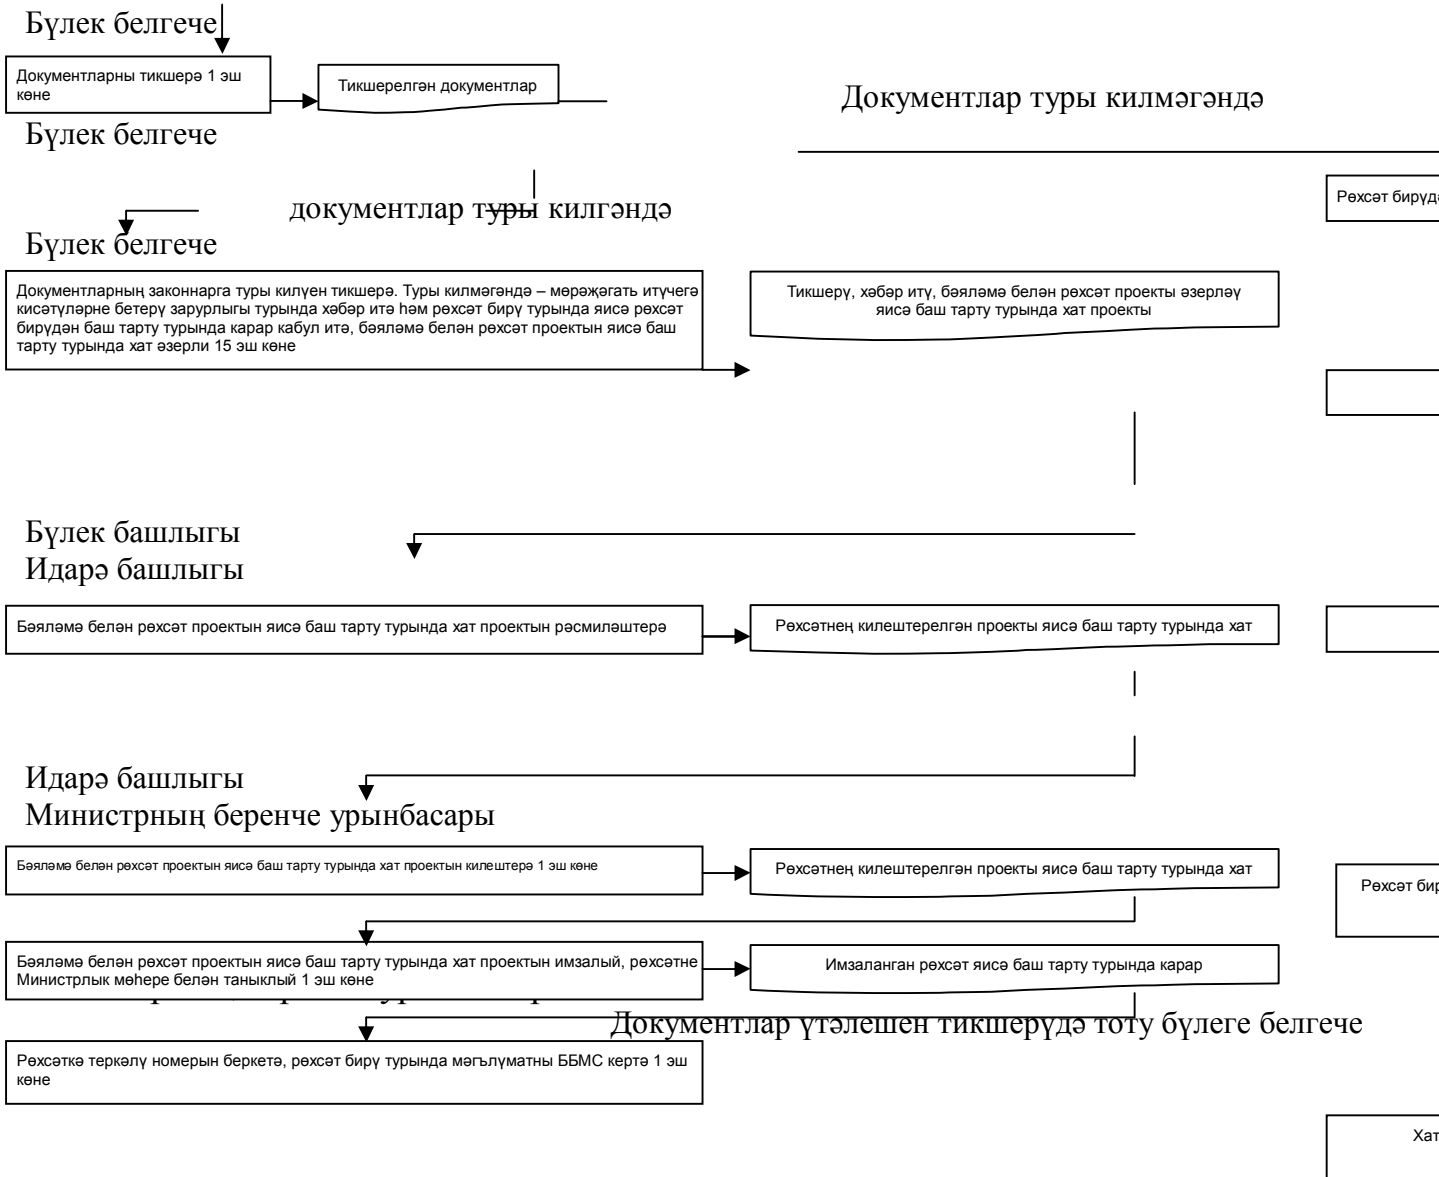 Бүлек белгече
Документларны тикшерә 1 эш
көне
Тикшерелгән документлар
Документлар туры килмәгәндә
Бүлек белгече
Рөхсәт бирүдә
документлар туры килгәндә
Бүлек белгече
Документларның законнарга туры килүен тикшерә. Туры килмәгәндә – мөрәҗәгать итүчегә
кисәтүләрне бетерү зарурлыгы турында хәбәр итә һәм рөхсәт бирү турында яисә рөхсәт
бирүдән баш тарту турында карар кабул итә, бәяләмә белән рөхсәт проектын яисә баш
тарту турында хат әзерли 15 эш көне
Тикшерү, хәбәр итү, бәяләмә белән рөхсәт проекты әзерләү
яисә баш тарту турында хат проекты
Бүлек башлыгы
Идарә башлыгы
Бәяләмә белән рөхсәт проектын яисә баш тарту турында хат проектын рәсмиләштерә
Рөхсәтнең килештерелгән проекты яисә баш тарту турында хат
Идарә башлыгы
Министрның беренче урынбасары
Бәяләмә белән рөхсәт проектын яисә баш тарту турында хат проектын килештерә 1 эш көне
Рөхсәтнең килештерелгән проекты яисә баш тарту турында хат
Рөхсәт бир
Бәяләмә белән рөхсәт проектын яисә баш тарту турында хат проектын имзалый, рөхсәтне
Министрлык мөһере белән таныклый 1 эш көне
Имзаланган рөхсәт яисә баш тарту турында карар
Документлар үтәлешен тикшерүдә тоту бүлеге белгече
Рөхсәткә теркәлү номерын беркетә, рөхсәт бирү турында мәгълүматны ББМС кертә 1 эш
көне
Хат